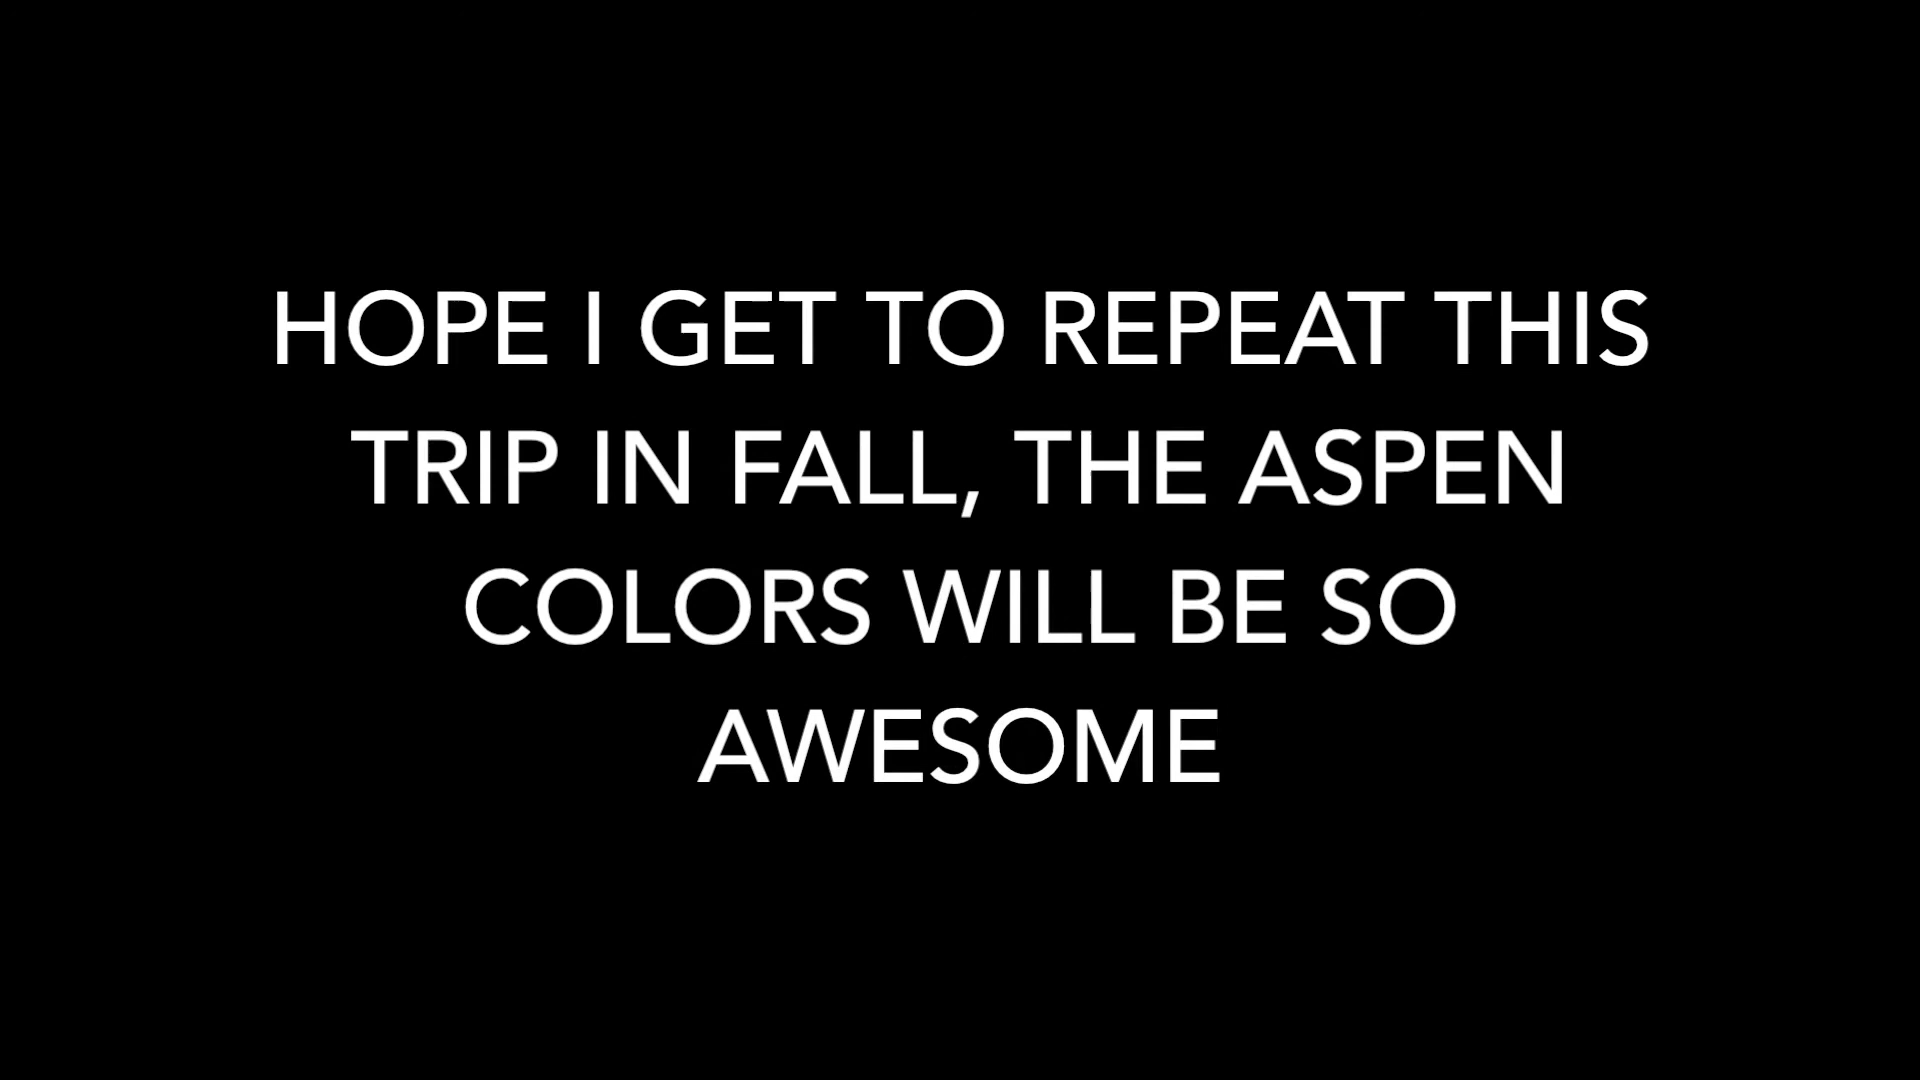 HOPE I GET TO REPEAT THIS
TRIP IN FALL, THE ASPEN
COLORS WILL BE SO
AWESOME